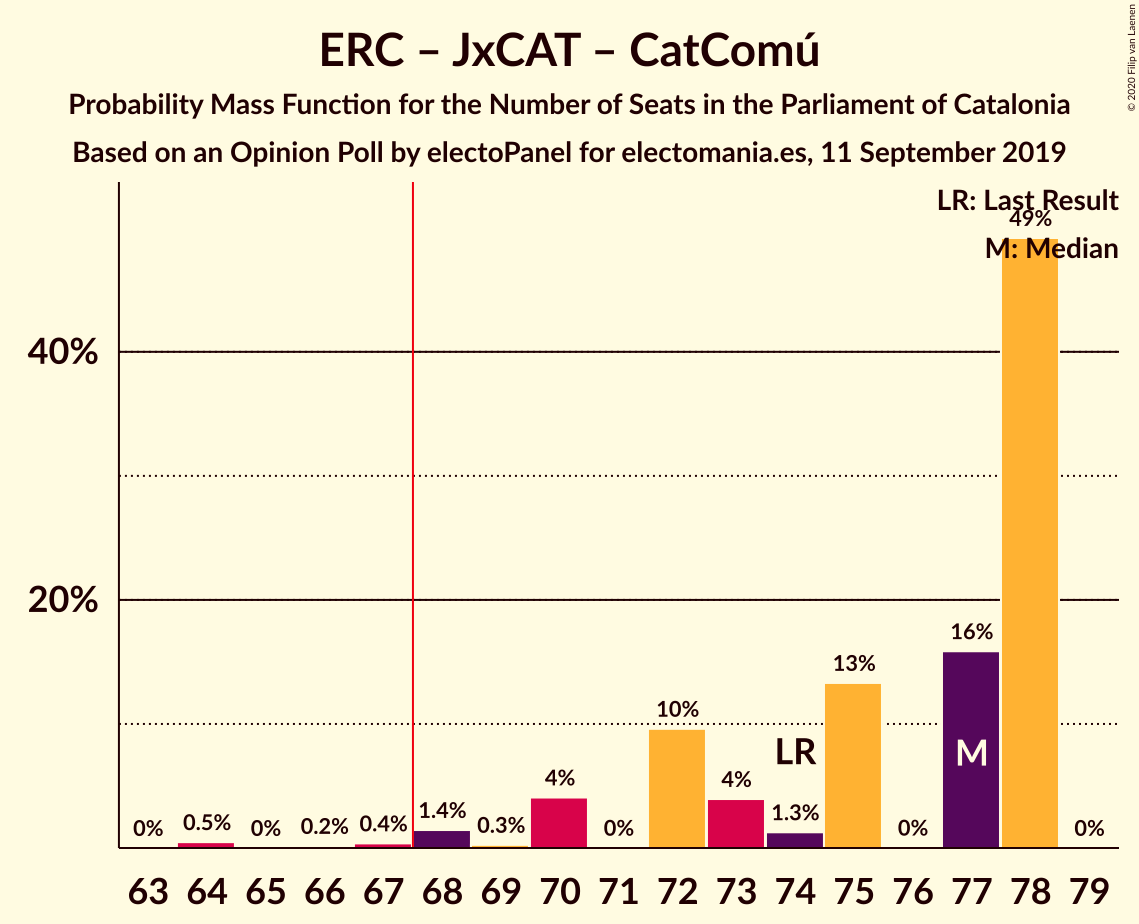 ERC – JxCAT – CatComú
Probability Mass Function for the Number of Seats in the Parliament of Catalonia
Based on an Opinion Poll by electoPanel for electomania.es, 11 September 2019
© 2020 Filip van Laenen
LR: Last Result
M: Median
40%
20%
0%
0.5%
0%
0.2%
0.4%
1.4%
0.3%
4%
0%
10%
4%
1.3%
13%
0%
16%
49%
0%
LR
M
63 64 65 66 67 68 69 70 71 72 73 74 75 76 77 78 79